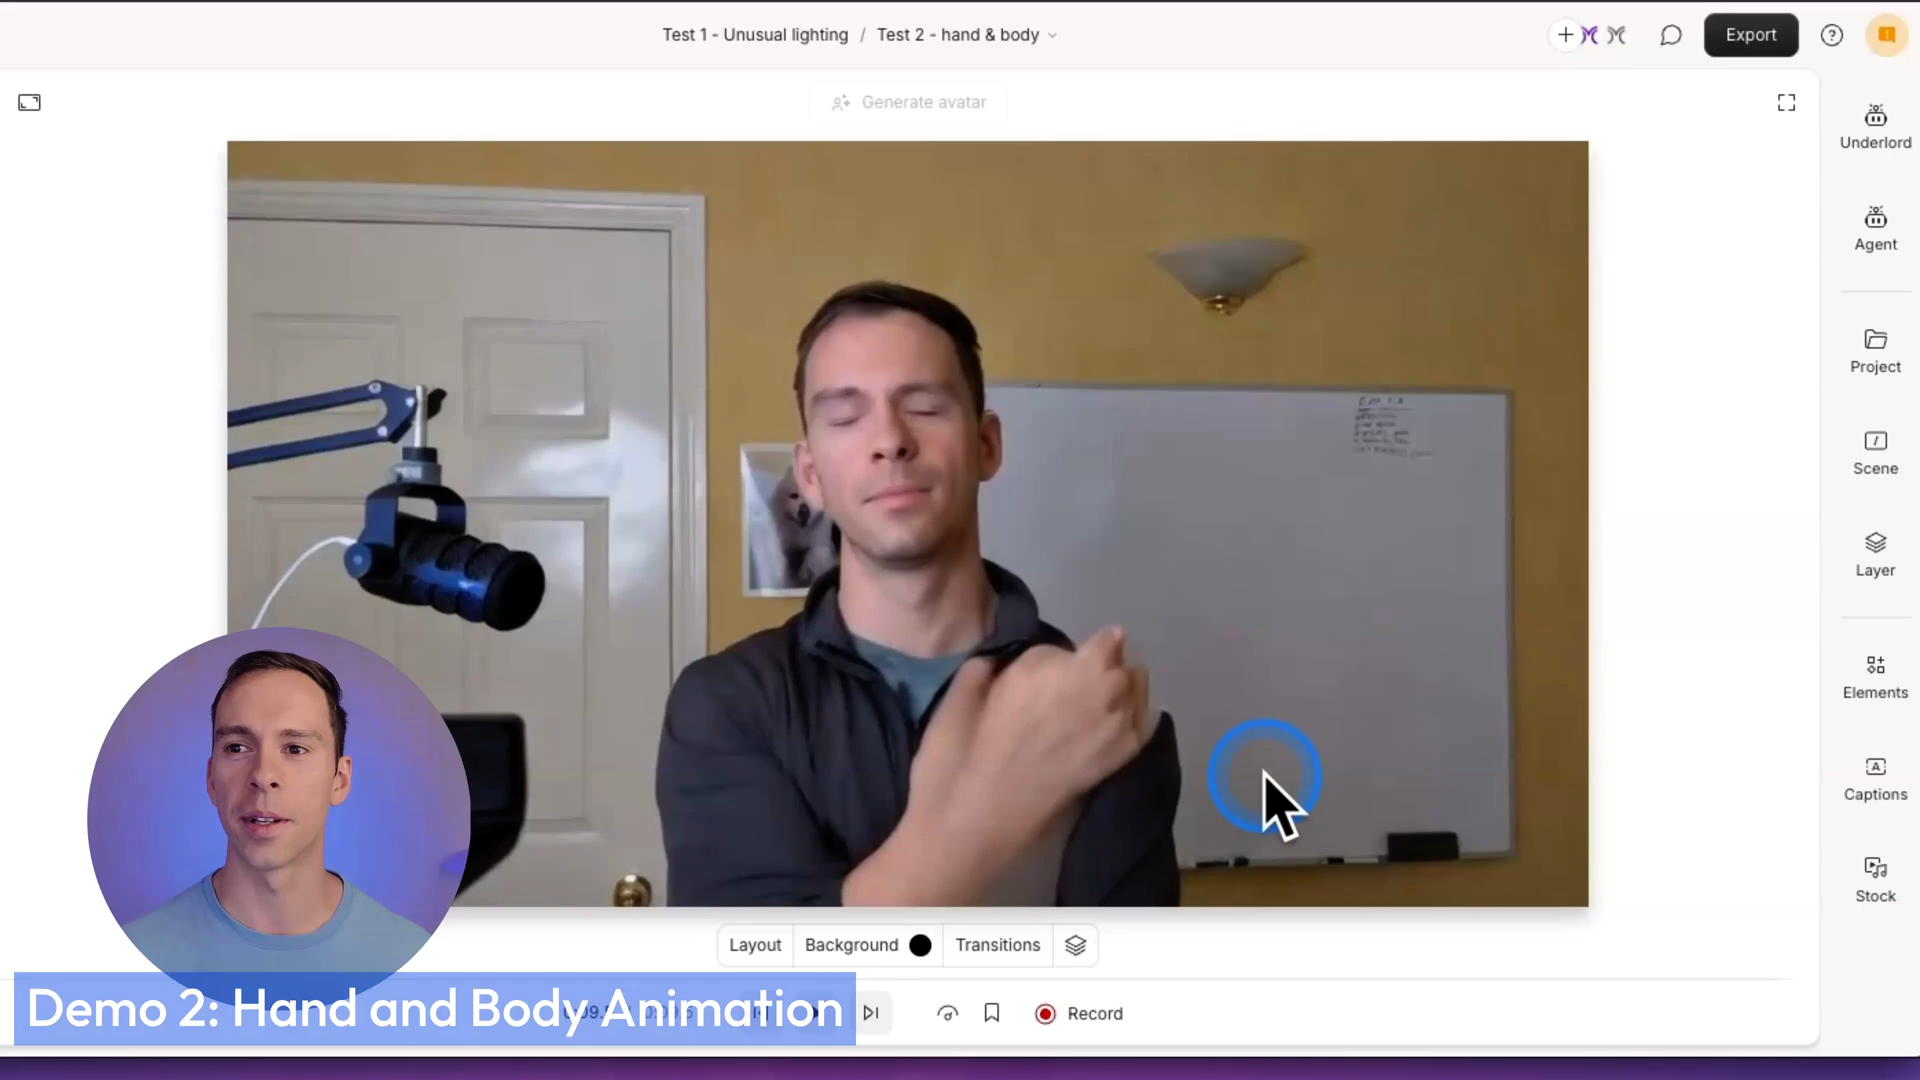 Test 1 - Unusual lighting / Test 2 - hand & body
Export
Generate avatar
Underlord
Agent
Project
Scene
Layer
Elements
Captions
Stock
Layout
Background
Transitions
Record
Demo 2: Hand and Body Animation